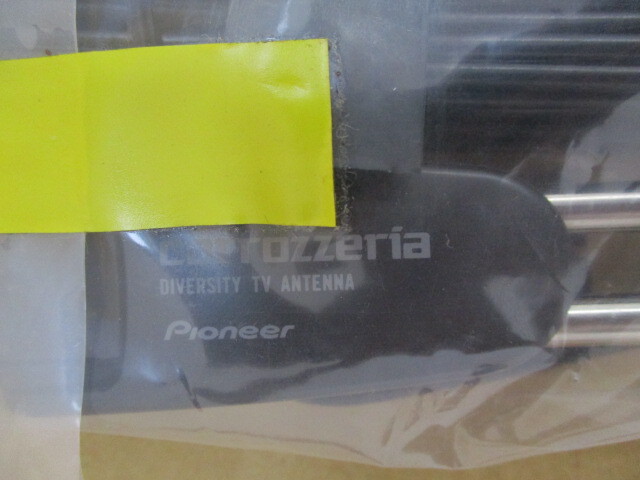 carrozzeria
DIVERSITY TV ANTENNA
Pioneer